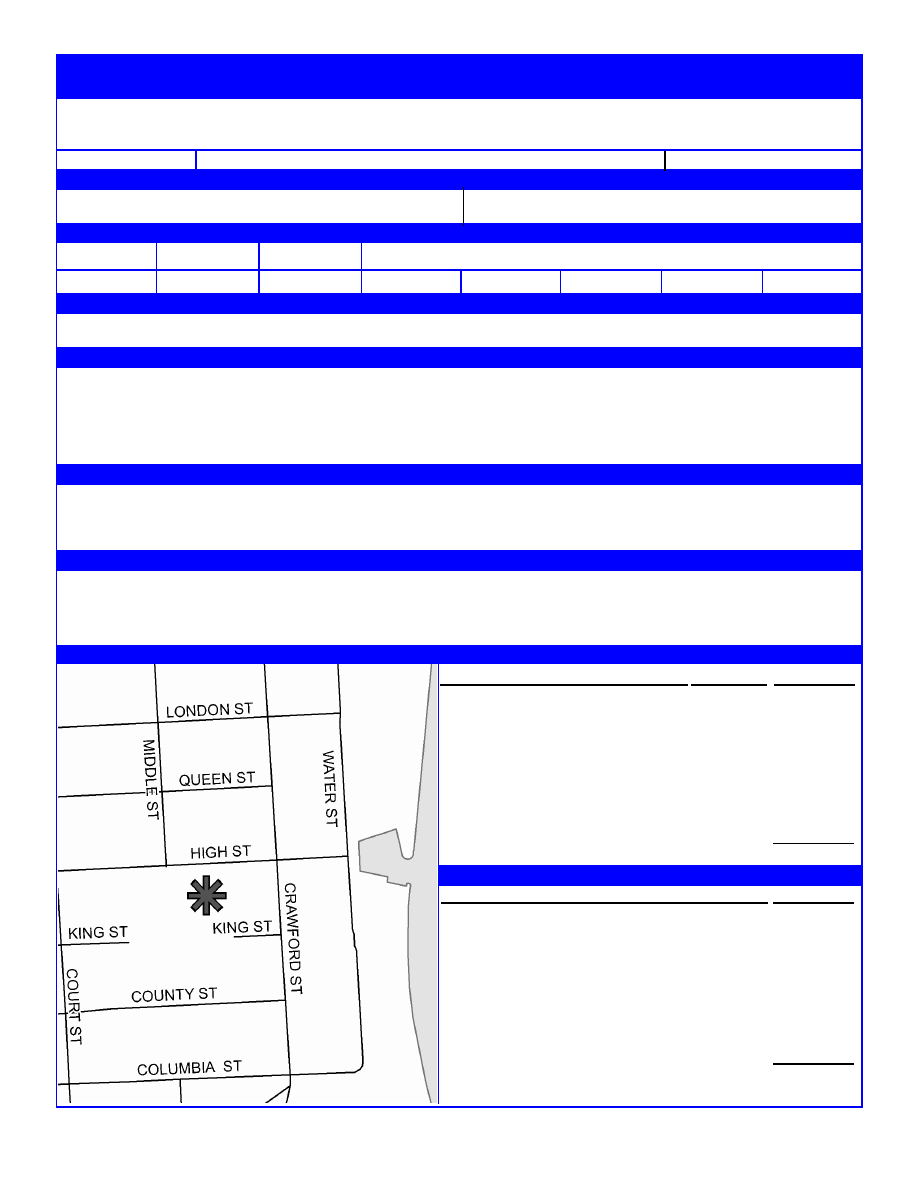 LONDON ST
MIDDLE ST
WATER ST
QUEEN ST
HIGH ST
CRAWFORD ST
KING ST
KING ST
COURT ST
COUNTY ST
COLUMBIA ST